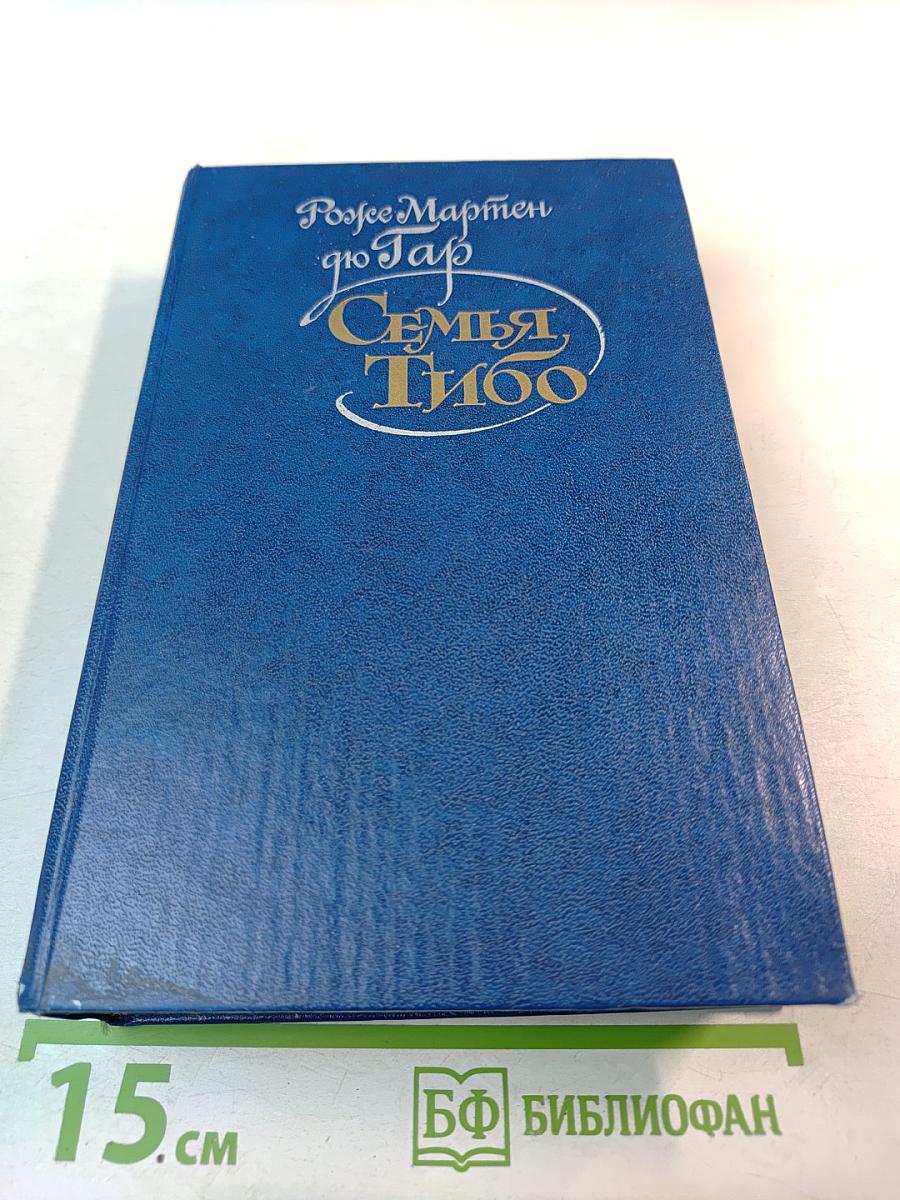 Роже Мартен
дю Гар
Семья
Тибо
15.см
БФ БИБЛИОФАН